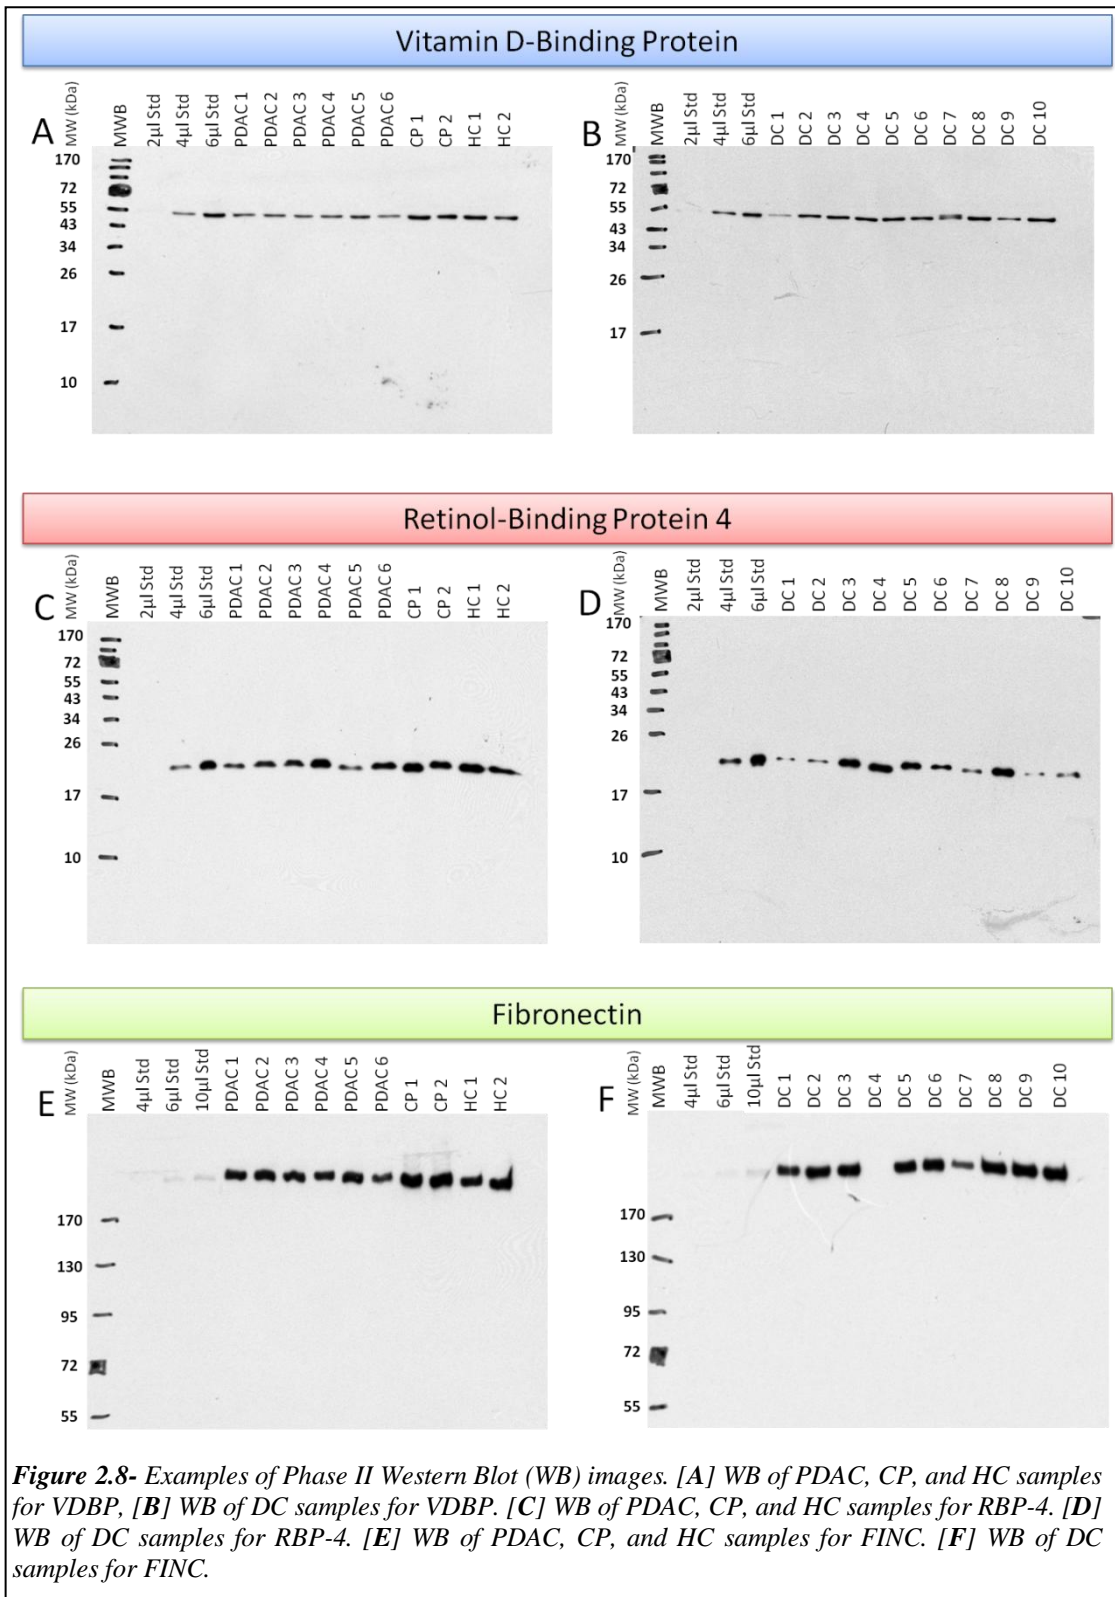 Vitamin D-Binding Protein
A
MW (kDa) MWB 2µl Std 4µl Std 6µl Std PDAC 1 PDAC 2 PDAC 3 PDAC 4 PDAC 5 PDAC 6 CP 1 CP 2 HC 1 HC 2
170
72
55
43
34
26
17
10
B
MW (kDa) MWB 2µl Std 4µl Std 6µl Std DC 1 DC 2 DC 3 DC 4 DC 5 DC 6 DC 7 DC 8 DC 9 DC 10
170
72
55
43
34
26
17
Retinol-Binding Protein 4
C
MW (kDa) MWB 2µl Std 4µl Std 6µl Std PDAC 1 PDAC 2 PDAC 3 PDAC 4 PDAC 5 PDAC 6 CP 1 CP 2 HC 1 HC 2
170
72
55
43
34
26
17
10
D
MW (kDa) MWB 2µl Std 4µl Std 6µl Std DC 1 DC 2 DC 3 DC 4 DC 5 DC 6 DC 7 DC 8 DC 9 DC 10
170
72
55
43
34
26
17
10
Fibronectin
E
MW (kDa) MWB 4µl Std 6µl Std 10µl Std PDAC 1 PDAC 2 PDAC 3 PDAC 4 PDAC 5 PDAC 6 CP 1 CP 2 HC 1 HC 2
170
130
95
72
55
F
MW (kDa) MWB 4µl Std 6µl Std 10µl Std DC 1 DC 2 DC 3 DC 4 DC 5 DC 6 DC 7 DC 8 DC 9 DC 10
170
130
95
72
55
Figure 2.8- Examples of Phase II Western Blot (WB) images. [A] WB of PDAC, CP, and HC samples
for VDBP, [B] WB of DC samples for VDBP. [C] WB of PDAC, CP, and HC samples for RBP-4. [D]
WB of DC samples for RBP-4. [E] WB of PDAC, CP, and HC samples for FINC. [F] WB of DC
samples for FINC.